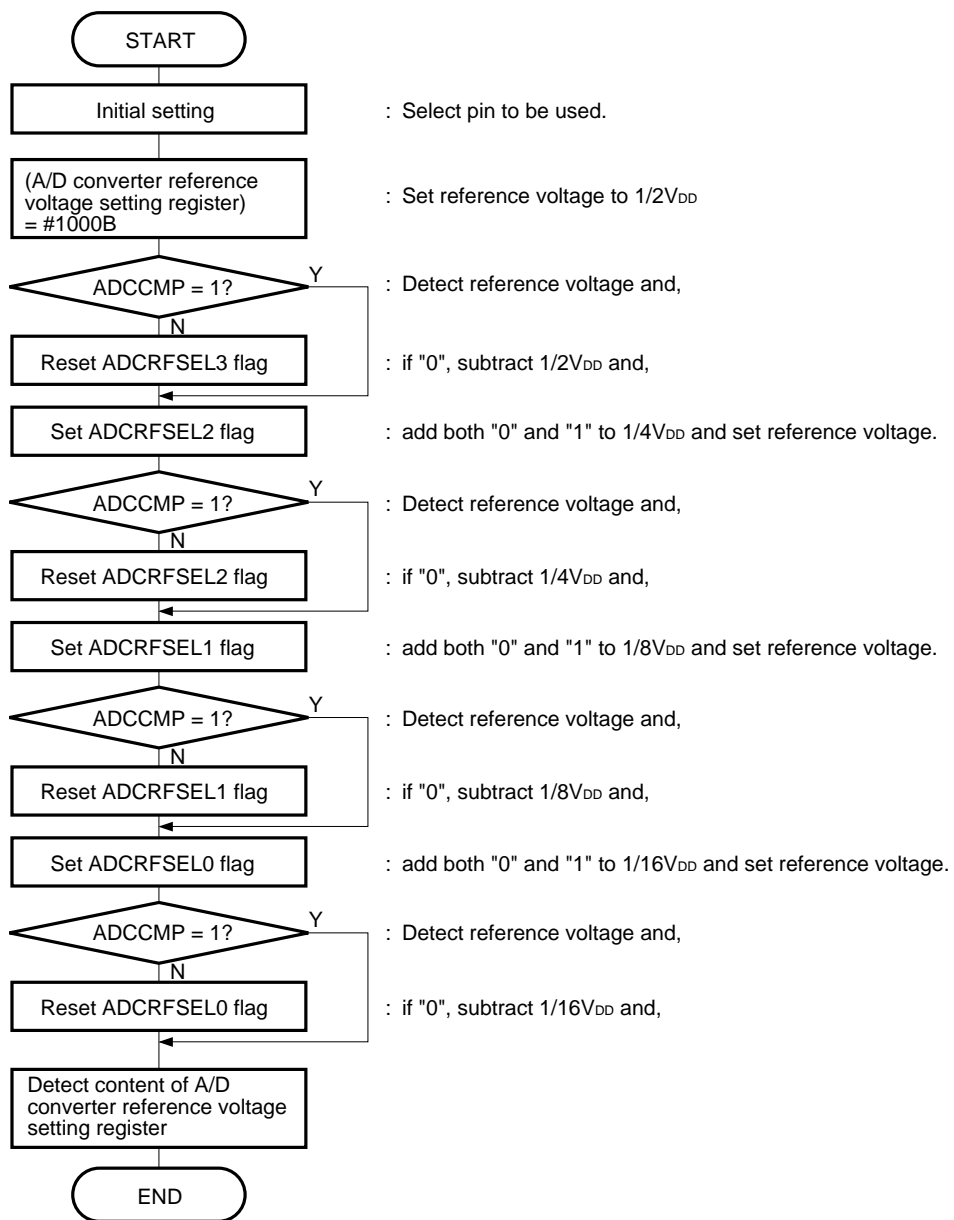 START
Initial setting : Select pin to be used.
(A/D converter reference
voltage setting register)
= #1000B
: Set reference voltage to 1/2VDD
ADCCMP = 1? Y : Detect reference voltage and,
N
Reset ADCRFSEL3 flag : if "0", subtract 1/2VDD and,
Set ADCRFSEL2 flag : add both "0" and "1" to 1/4VDD and set reference voltage.
ADCCMP = 1? Y : Detect reference voltage and,
N
Reset ADCRFSEL2 flag : if "0", subtract 1/4VDD and,
Set ADCRFSEL1 flag : add both "0" and "1" to 1/8VDD and set reference voltage.
ADCCMP = 1? Y : Detect reference voltage and,
N
Reset ADCRFSEL1 flag : if "0", subtract 1/8VDD and,
Set ADCRFSEL0 flag : add both "0" and "1" to 1/16VDD and set reference voltage.
ADCCMP = 1? Y : Detect reference voltage and,
N
Reset ADCRFSEL0 flag : if "0", subtract 1/16VDD and,
Detect content of A/D
converter reference voltage
setting register
END